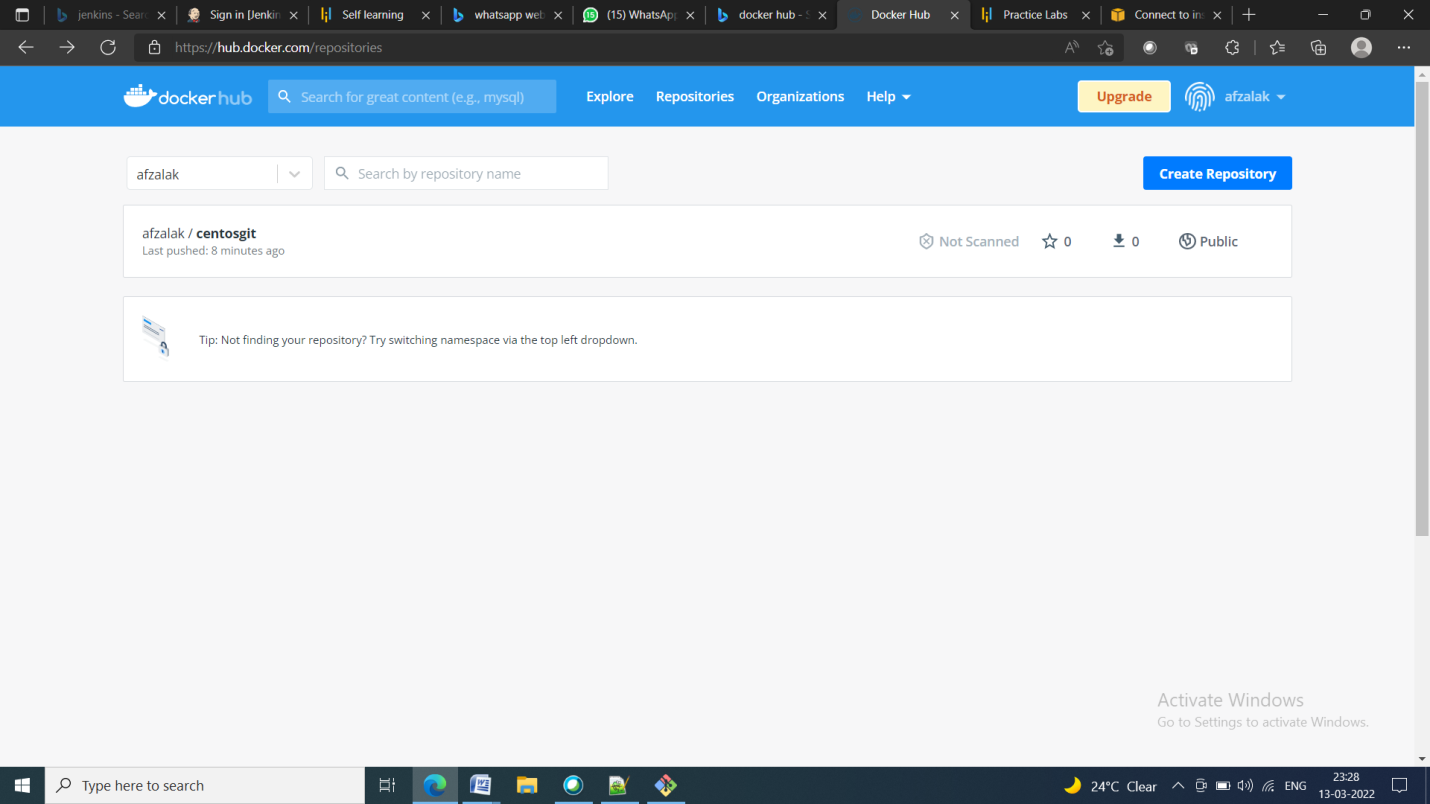 jenkins - Sear
Sign in [Jenkin
Self learning
whatsapp web
(15) WhatsApp
docker hub - S
Docker Hub
Practice Labs
Connect to ins
https://hub.docker.com/repositories
docker hub
Search for great content (e.g., mysql)
Explore
Repositories
Organizations
Help
Upgrade
afzalak
afzalak
Search by repository name
Create Repository
afzalak / centosgit
Last pushed: 8 minutes ago
Not Scanned
0
0
Public
Tip: Not finding your repository? Try switching namespace via the top left dropdown.
Activate Windows
Go to Settings to activate Windows.
Type here to search
24°C Clear
ENG
23:28
13-03-2022